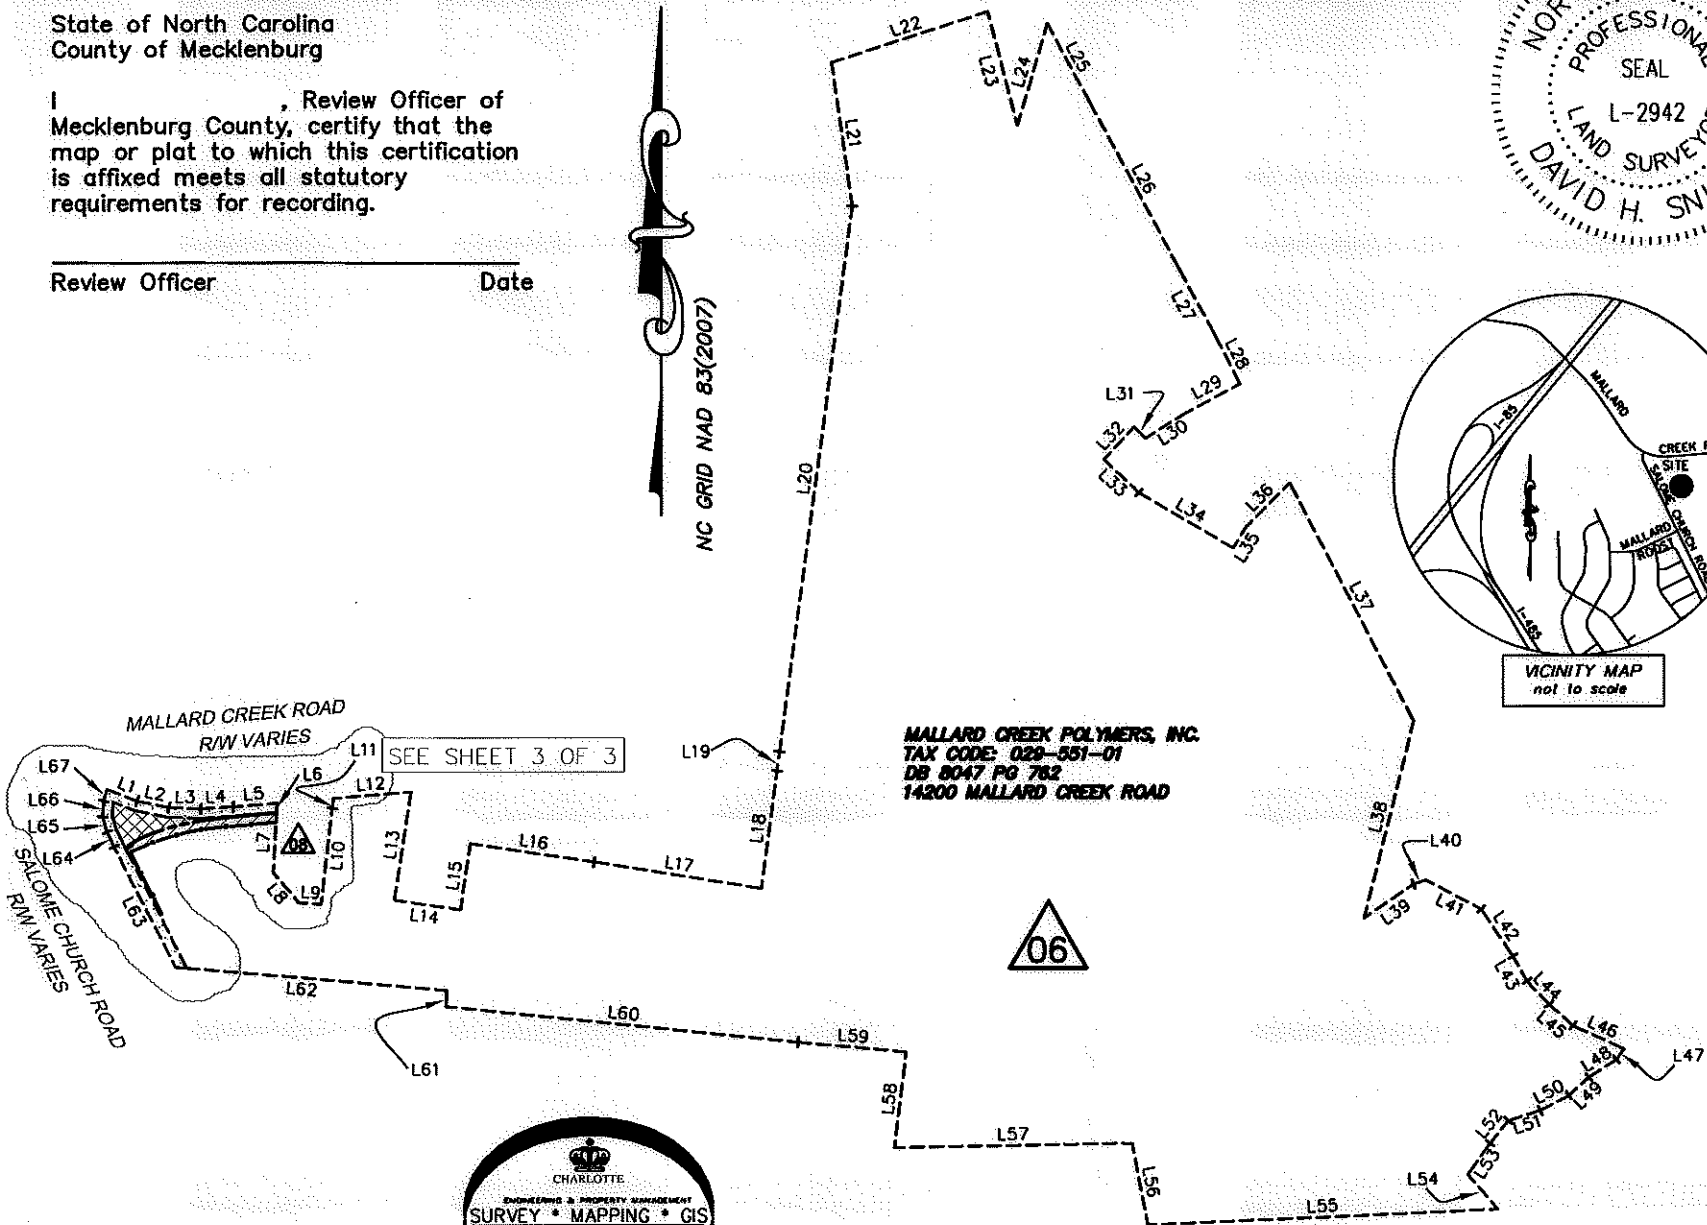 State of North Carolina
County of Mecklenburg
I , Review Officer of
Mecklenburg County, certify that the
map or plat to which this certification
is affixed meets all statutory
requirements for recording.
Review Officer Date
NC GRID NAD 83(2007)
PROFESSIONAL
SEAL
L-2942
LAND SURVEYOR
DAVID H.
I-85
MALLARD
CREEK
SITE
SALOME CHURCH ROAD
MALLARD
ROOST
I-485
VICINITY MAP
not to scale
MALLARD CREEK ROAD
R/W VARIES
SEE SHEET 3 OF 3
SALOME CHURCH ROAD
R/W VARIES
MALLARD CREEK POLYMERS, INC.
TAX CODE: 029-551-01
DB 8047 PG 762
14200 MALLARD CREEK ROAD
08
06
L1
L2
L3
L4
L5
L6
L7
L8
L9
L10
L11
L12
L13
L14
L15
L16
L17
L18
L19
L20
L21
L22
L23
L24
L25
L26
L27
L28
L29
L30
L31
L32
L33
L34
L35
L36
L37
L38
L39
L40
L41
L42
L43
L44
L45
L46
L47
L48
L49
L50
L51
L52
L53
L54
L55
L56
L57
L58
L59
L60
L61
L62
L63
L64
L65
L66
L67
CHARLOTTE
ENGINEERING & PROPERTY MANAGEMENT
SURVEY * MAPPING * GIS